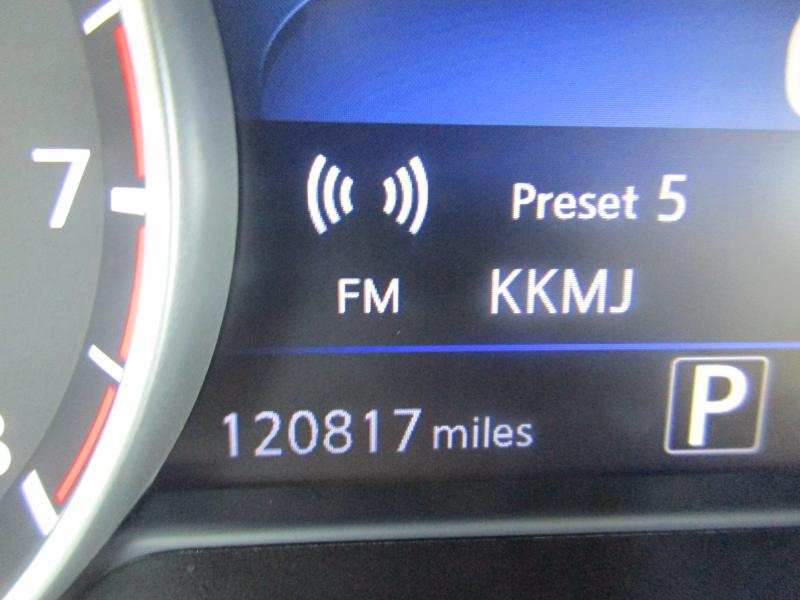 7
Preset 5
FM KKMJ
120817 miles
P